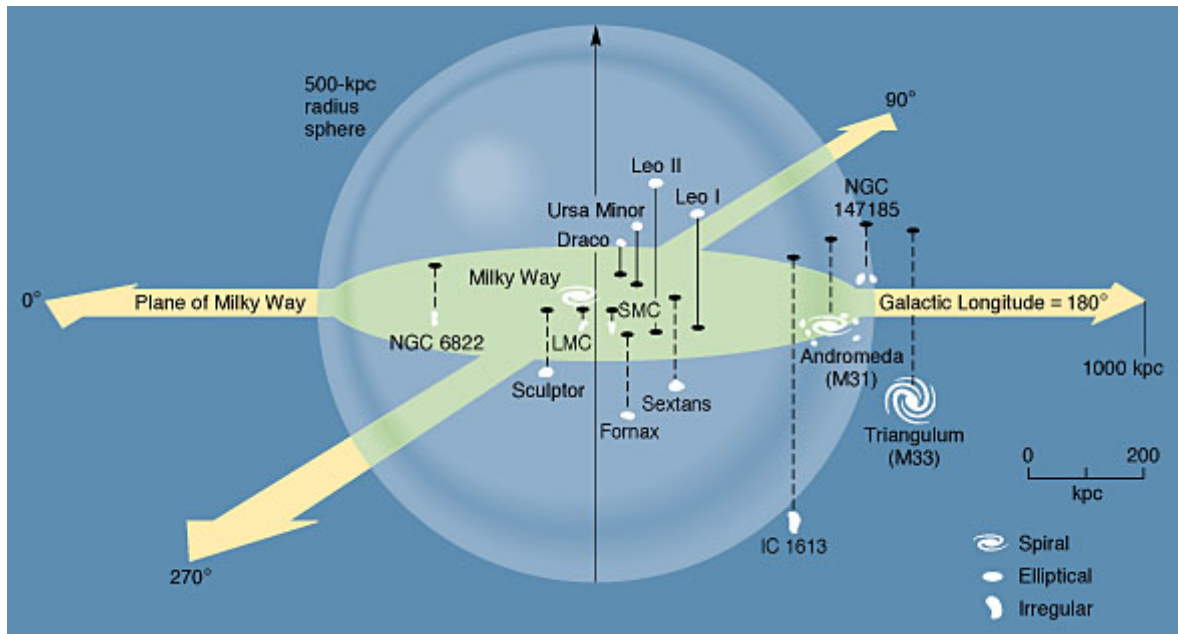 500-kpc
radius
sphere
90°
Leo II
Leo I
NGC
147185
Ursa Minor
Draco
Milky Way
0°
Plane of Milky Way
Galactic Longitude = 180°
SMC
NGC 6822
LMC
Andromeda
(M31)
1000 kpc
Sculptor
Sextans
Fornax
Triangulum
(M33)
0 200
kpc
IC 1613
270°
Spiral
Elliptical
Irregular